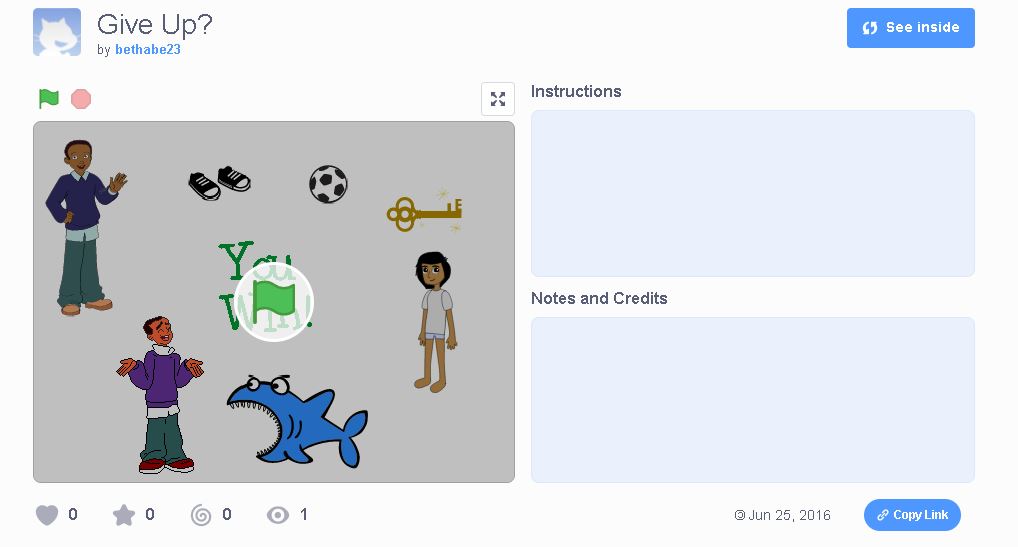 Give Up?
by bethabe23
See inside
Instructions
You
Win!
Notes and Credits
0
0
0
1
© Jun 25, 2016
Copy Link